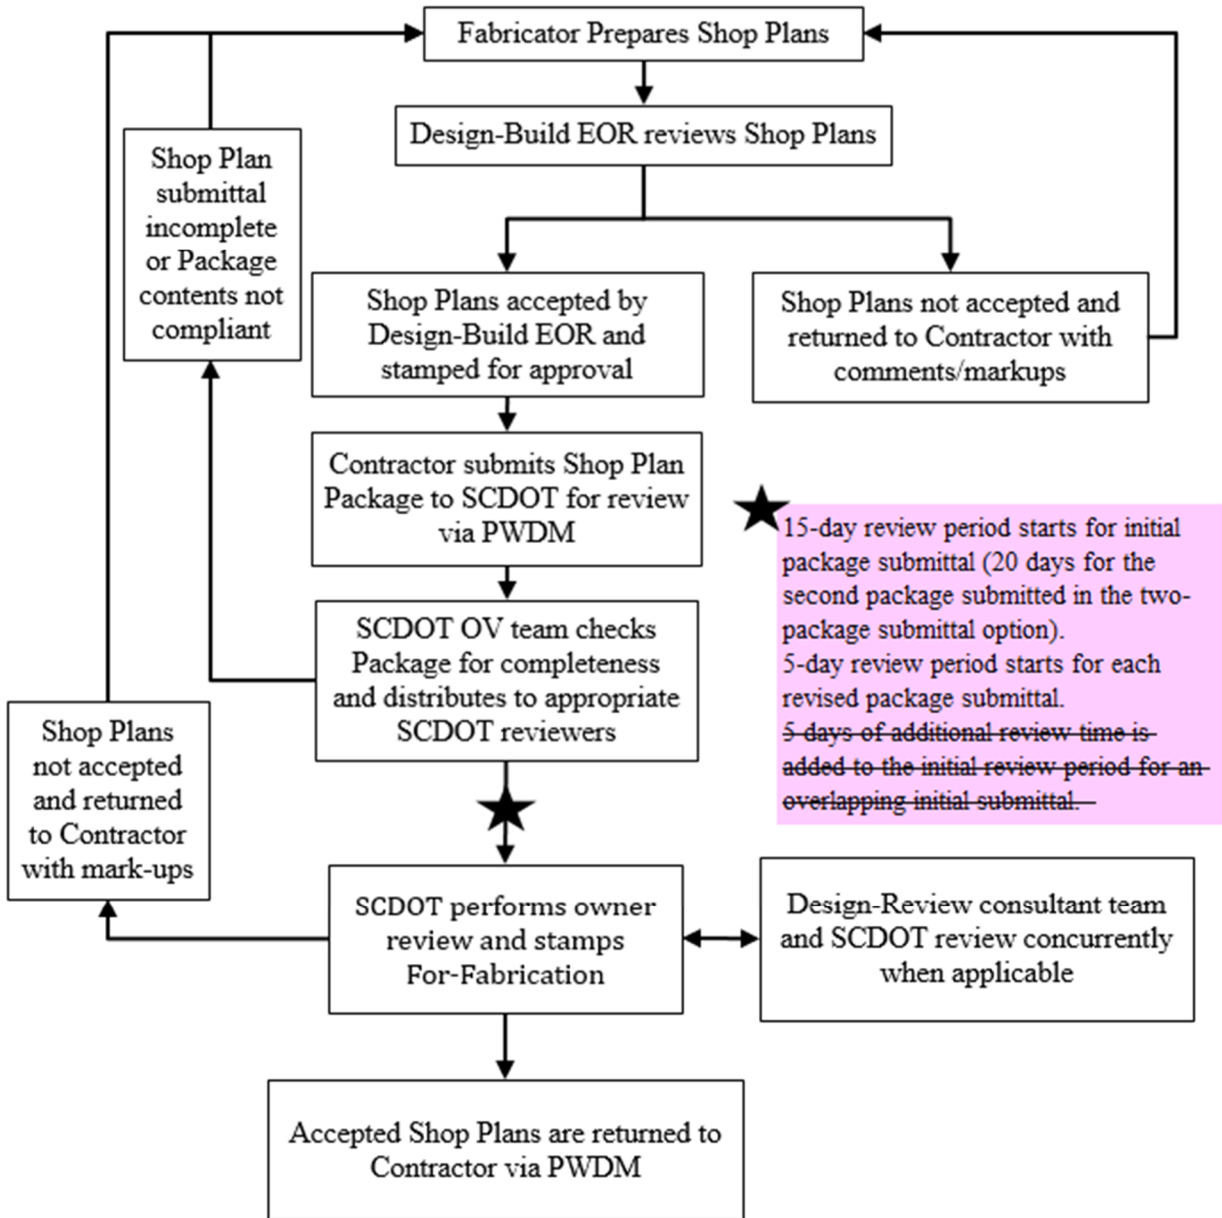 Fabricator Prepares Shop Plans
Design-Build EOR reviews Shop Plans
Shop Plan
submittal
incomplete
or Package
contents not
compliant
Shop Plans accepted by
Design-Build EOR and
stamped for approval
Shop Plans not accepted and
returned to Contractor with
comments/markups
Contractor submits Shop Plan
Package to SCDOT for review
via PWDM
15-day review period starts for initial
package submittal (20 days for the
second package submitted in the two-
package submittal option).
5-day review period starts for each
revised package submittal.
5 days of additional review time is
added to the initial review period for an
overlapping initial submittal.
SCDOT OV team checks
Package for completeness
and distributes to appropriate
SCDOT reviewers
Shop Plans
not accepted
and returned
to Contractor
with mark-ups
SCDOT performs owner
review and stamps
For-Fabrication
Design-Review consultant team
and SCDOT review concurrently
when applicable
Accepted Shop Plans are returned to
Contractor via PWDM